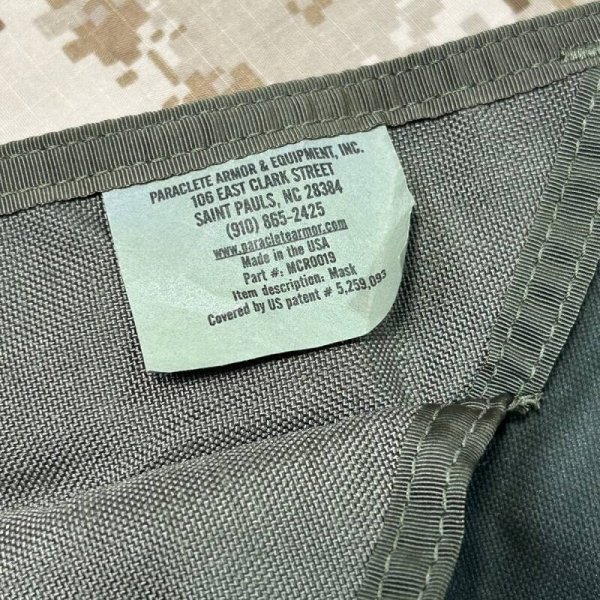 PARACLETE ARMOR & EQUIPMENT, INC.
106 EAST CLARK STREET
SAINT PAULS, NC 28384
(910) 865-2425
www.paracletearmor.com
Made in the USA
Part #: MCR0019
Item description: Mask
Covered by US patent # 5,259,093